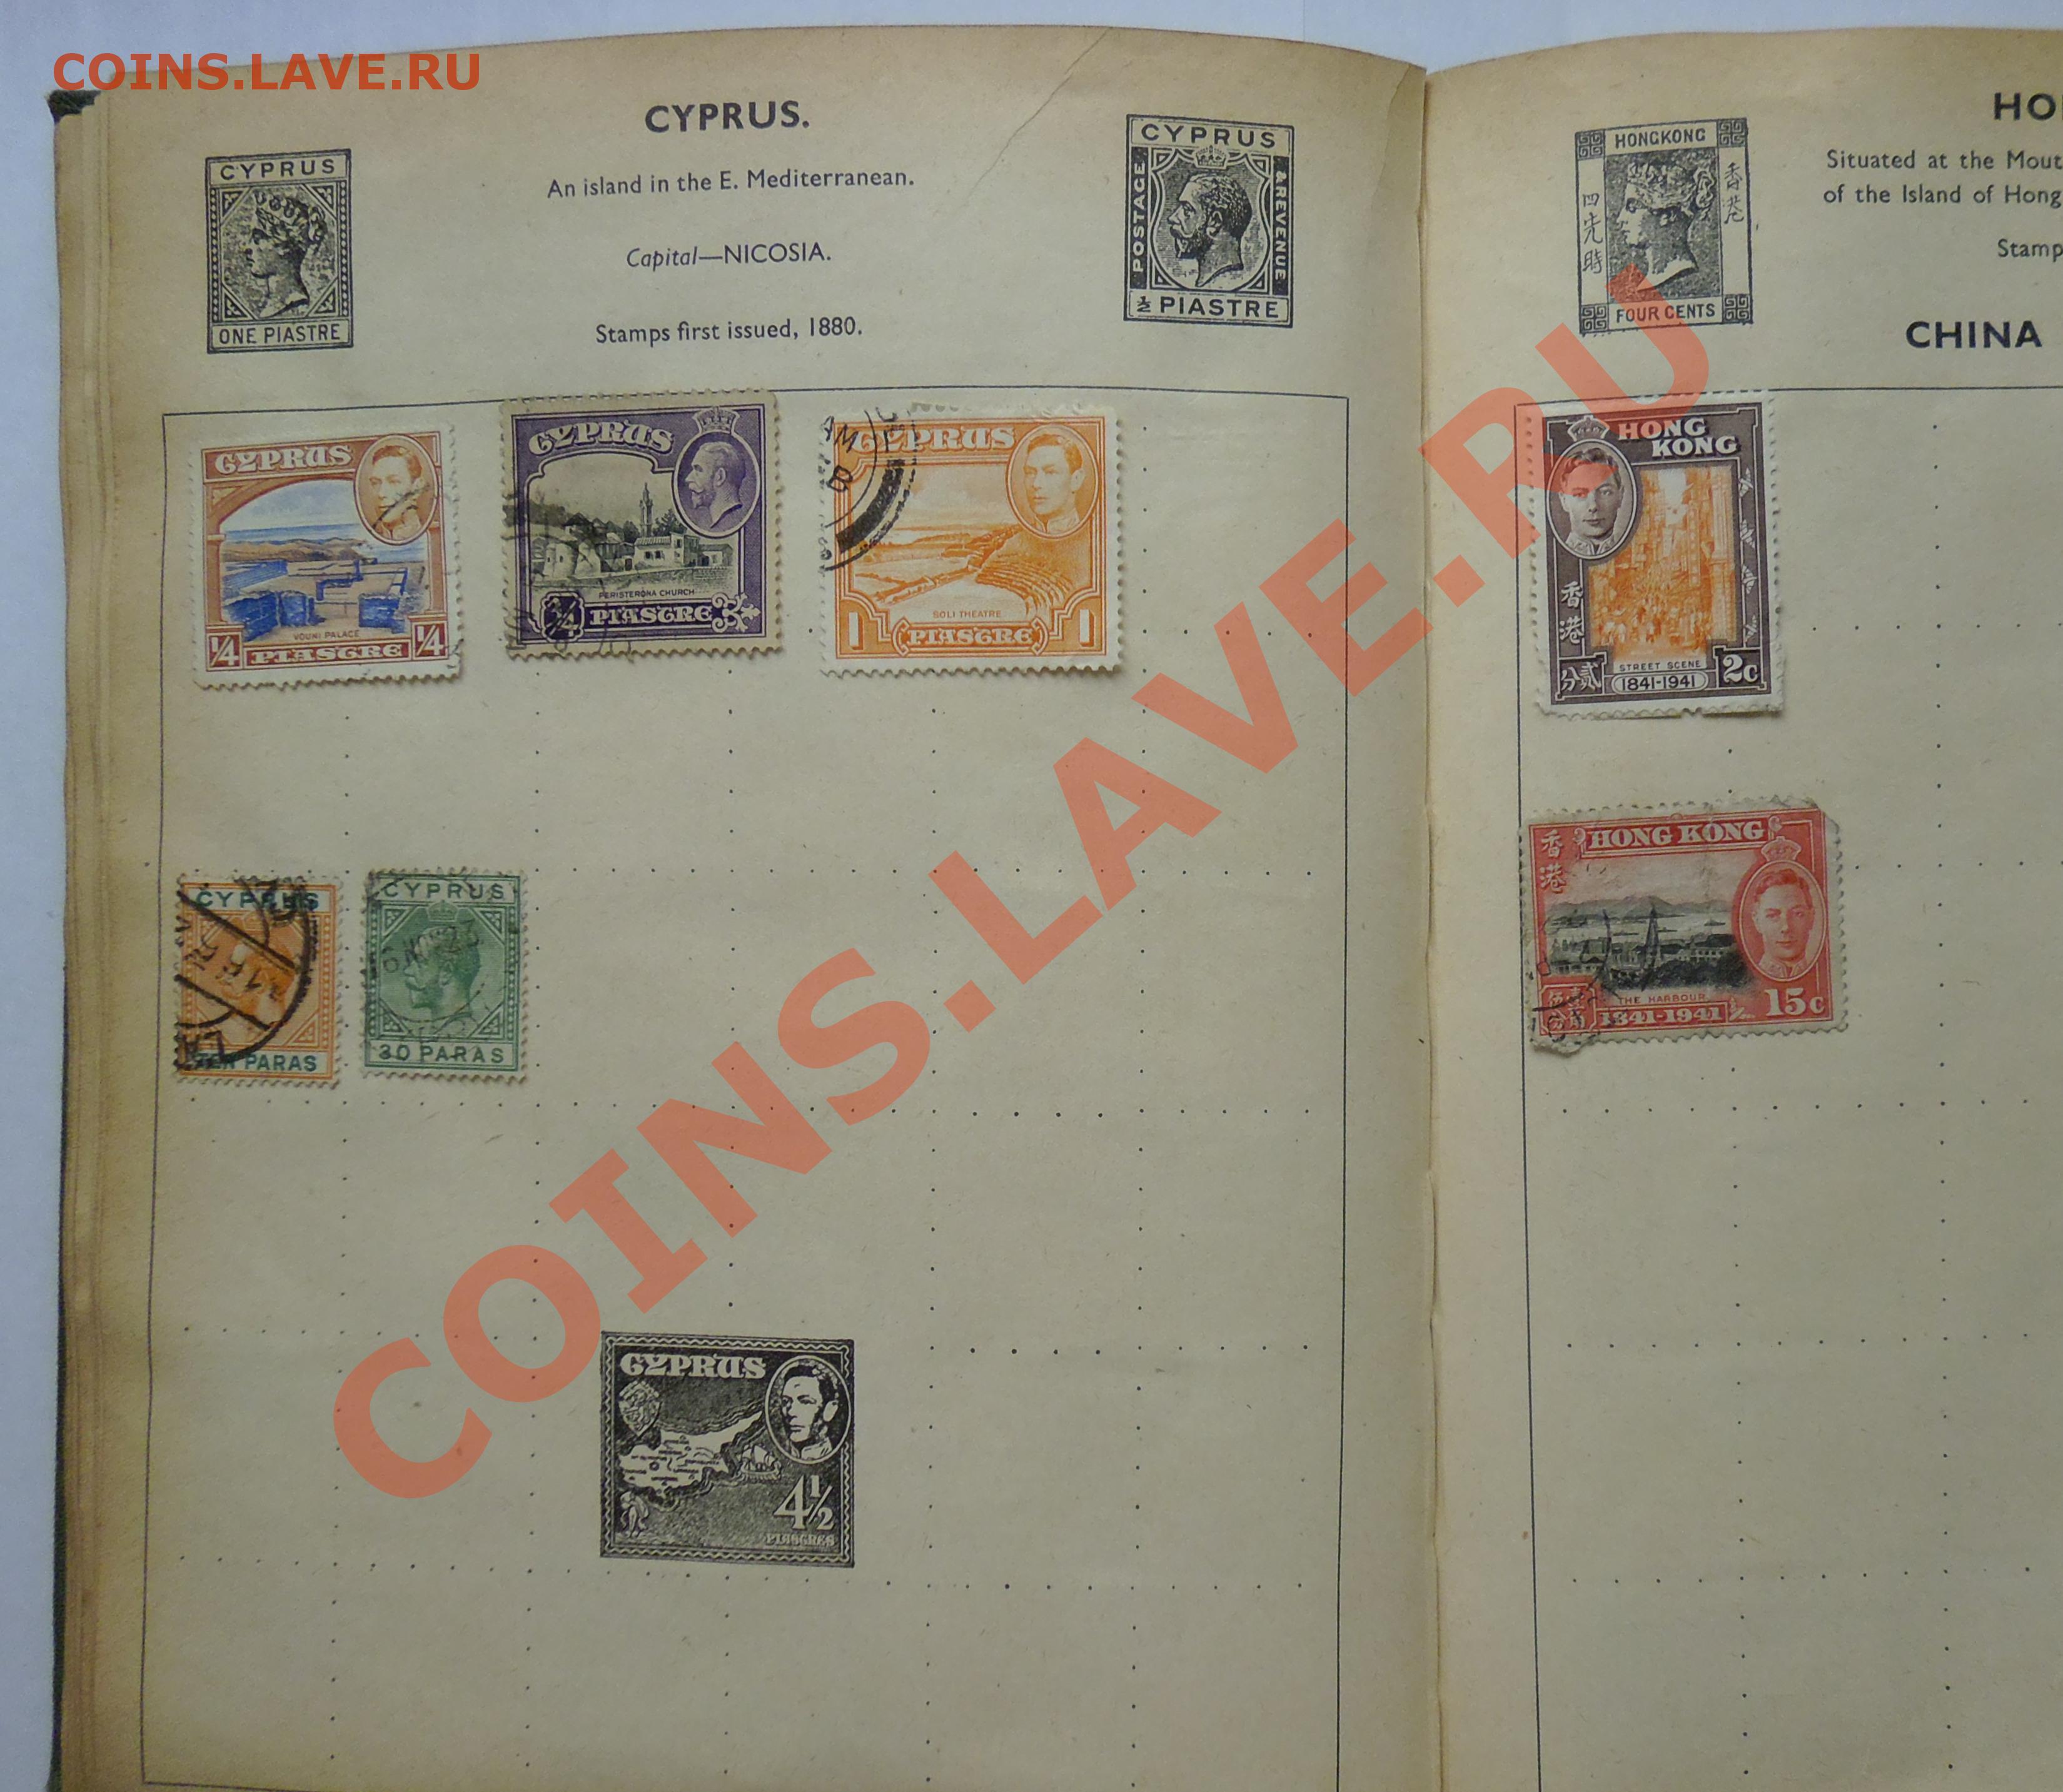 COINS.LAVE.RU
CYPRUS.
An island in the E. Mediterranean.
Capital—NICOSIA.
Stamps first issued, 1880.
CYPRUS
ONE PIASTRE
CYPRUS
POSTAGE
& REVENUE
½ PIASTRE
CYPRUS
VOUNI PALACE
¼ PIASTRE ¼
CYPRUS
PERISTERONA CHURCH
¾ PIASTRE
CYPRUS
SOLI THEATRE
1 PIASTRE 1
CYPRUS
TEN PARAS
CYPRUS
30 PARAS
CYPRUS
4½
PIASTRES
HO
Situated at the Mout
of the Island of Hong
Stamp
CHINA
HONGKONG
香港
四先時
FOUR CENTS
HONG
KONG
香港
分貳
STREET SCENE
1841-1941
2c
香港
HONG KONG
THE HARBOUR
1841-1941
15c
COINS.LAVE.RU